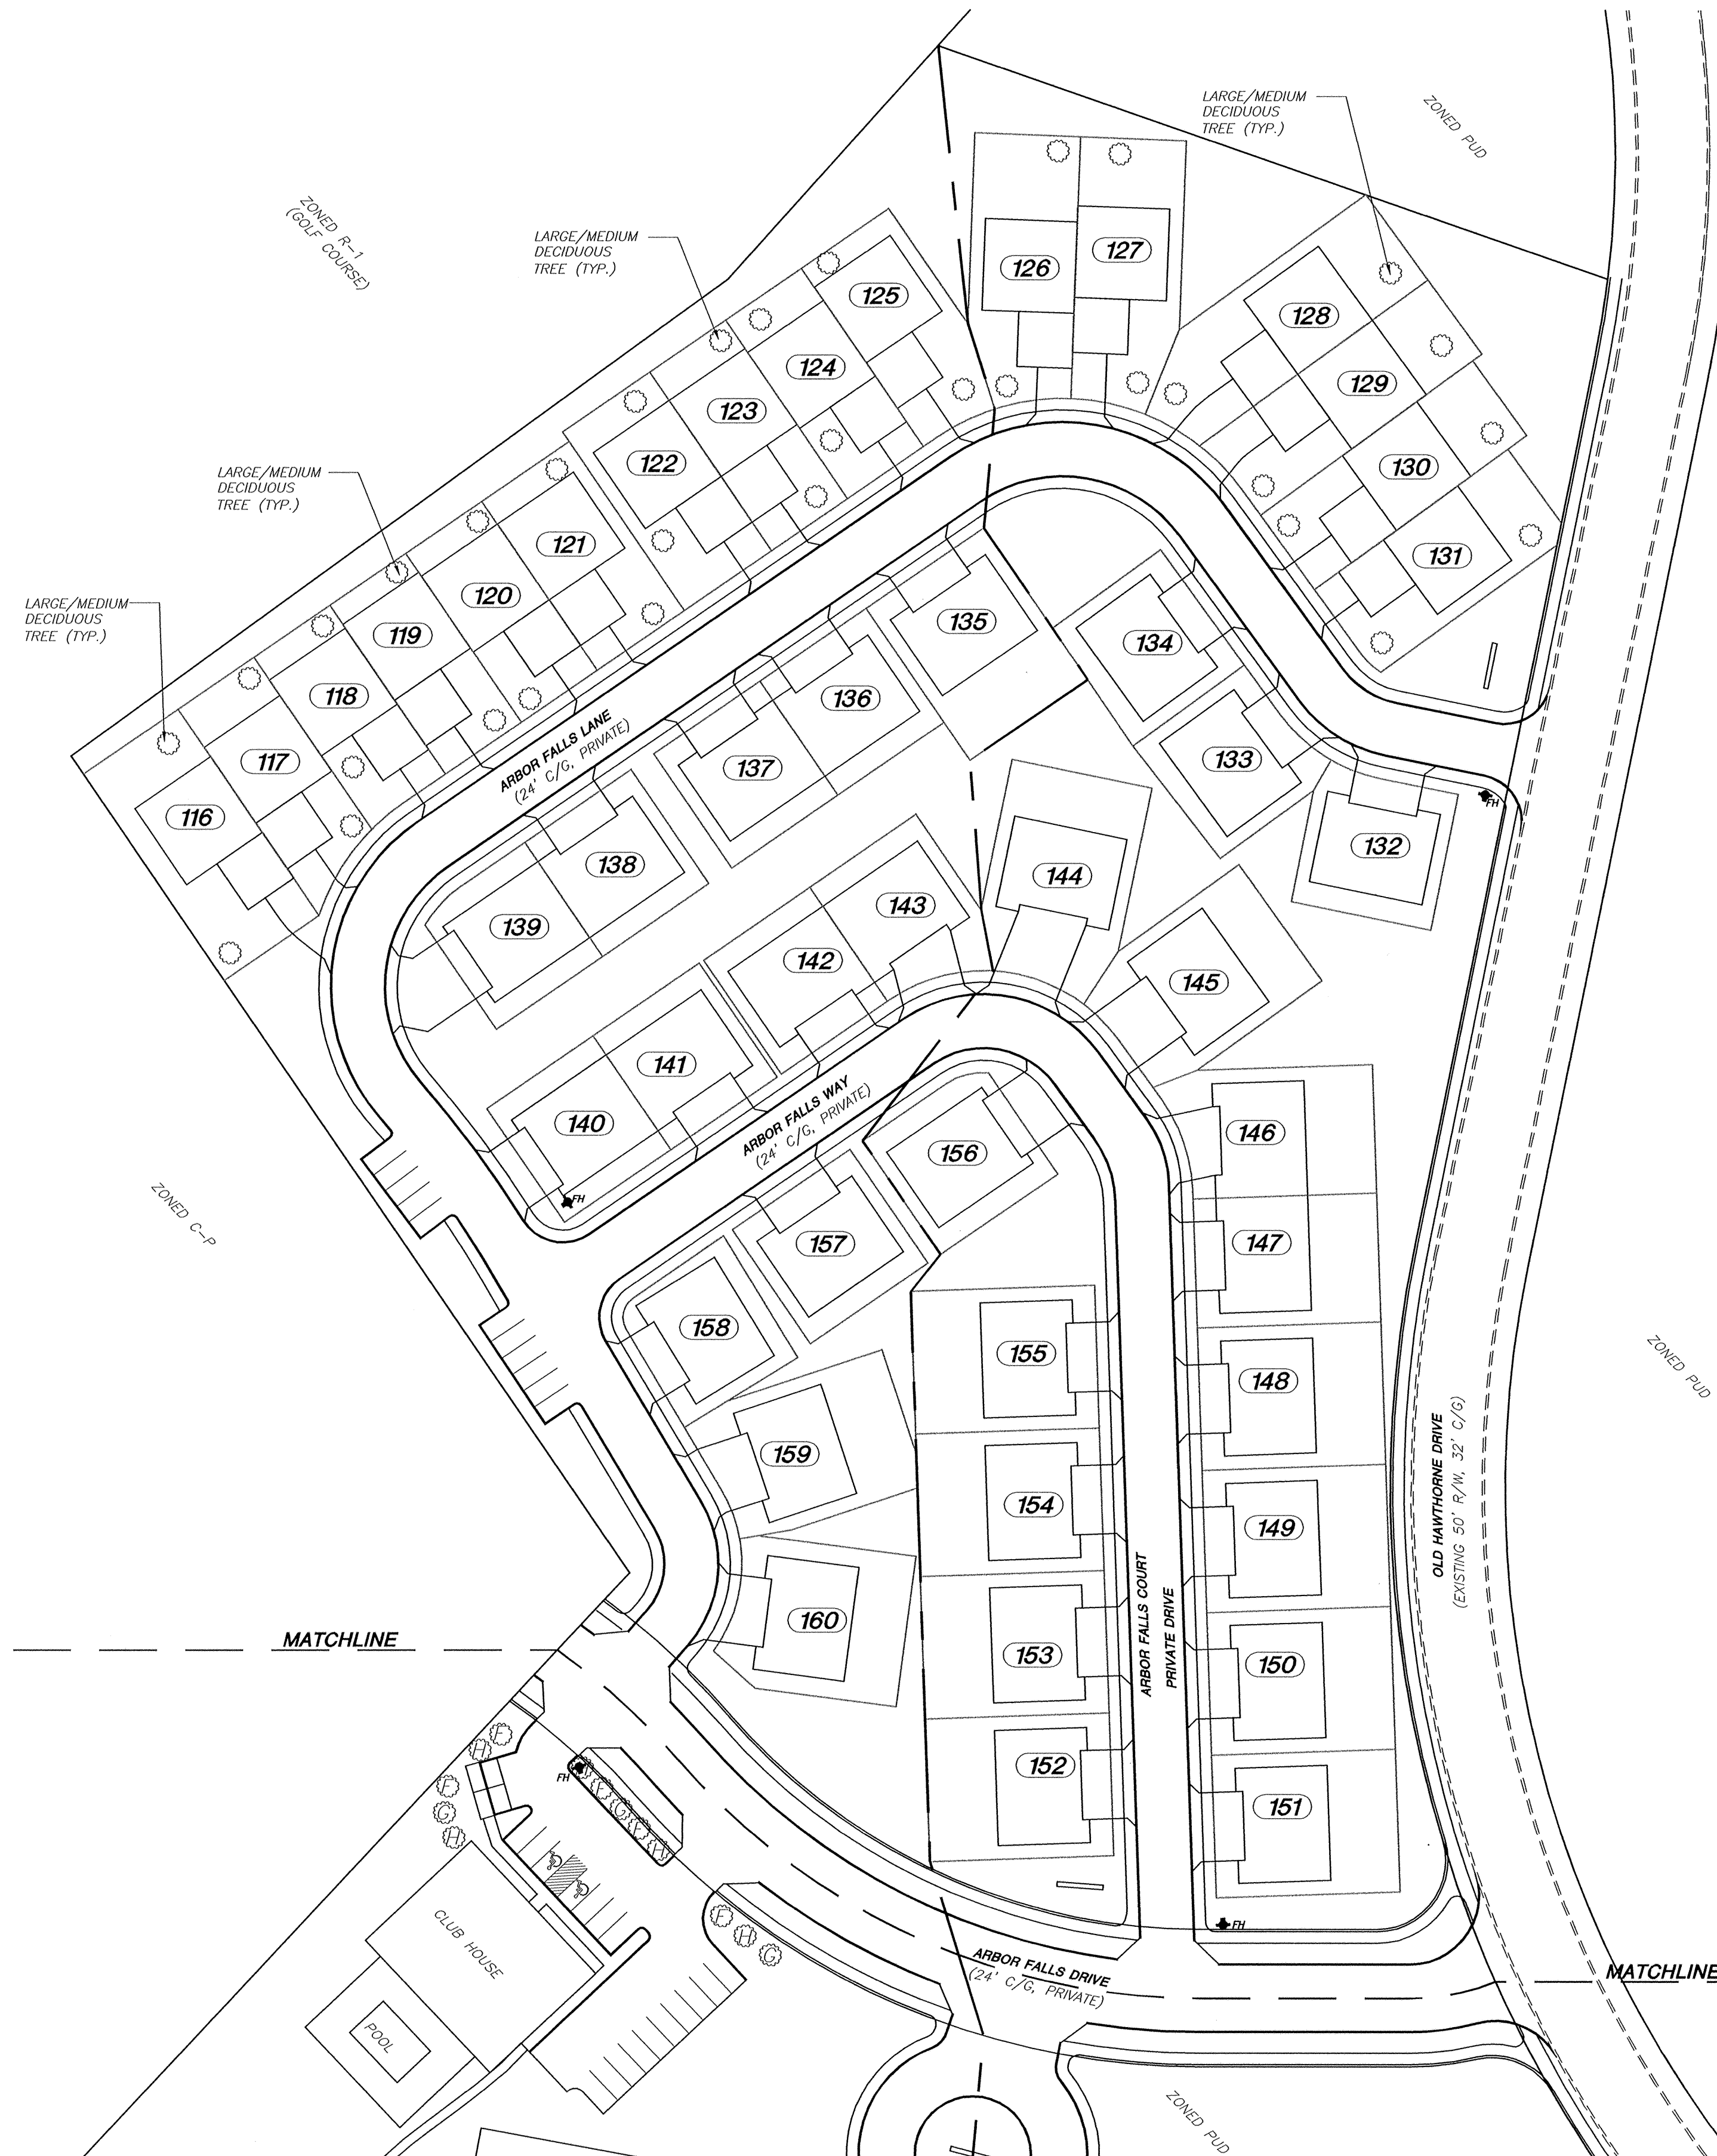 LARGE/MEDIUM
DECIDUOUS
TREE (TYP.)
ZONED PUD
ZONED R-1
(GOLF COURSE)
LARGE/MEDIUM
DECIDUOUS
TREE (TYP.)
127
126
125
128
124
129
123
122
130
LARGE/MEDIUM
DECIDUOUS
TREE (TYP.)
121
131
120
LARGE/MEDIUM
DECIDUOUS
TREE (TYP.)
119
135
134
118
136
117
137
133
ARBOR FALLS LANE
(24' C/G, PRIVATE)
116
FH
132
138
144
143
139
142
145
141
140
ARBOR FALLS WAY
(24' C/G, PRIVATE)
146
156
FH
ZONED C-P
147
157
158
155
148
ZONED PUD
159
154
149
OLD HAWTHORNE DRIVE
(EXISTING 50' R/W, 32' C/G)
160
ARBOR FALLS COURT
PRIVATE DRIVE
MATCHLINE
153
150
F
H
FH
F
G
H
H
F
G
F
H
152
151
F
H
G
FH
CLUB HOUSE
ARBOR FALLS DRIVE
(24' C/G, PRIVATE)
MATCHLINE
POOL
ZONED PUD